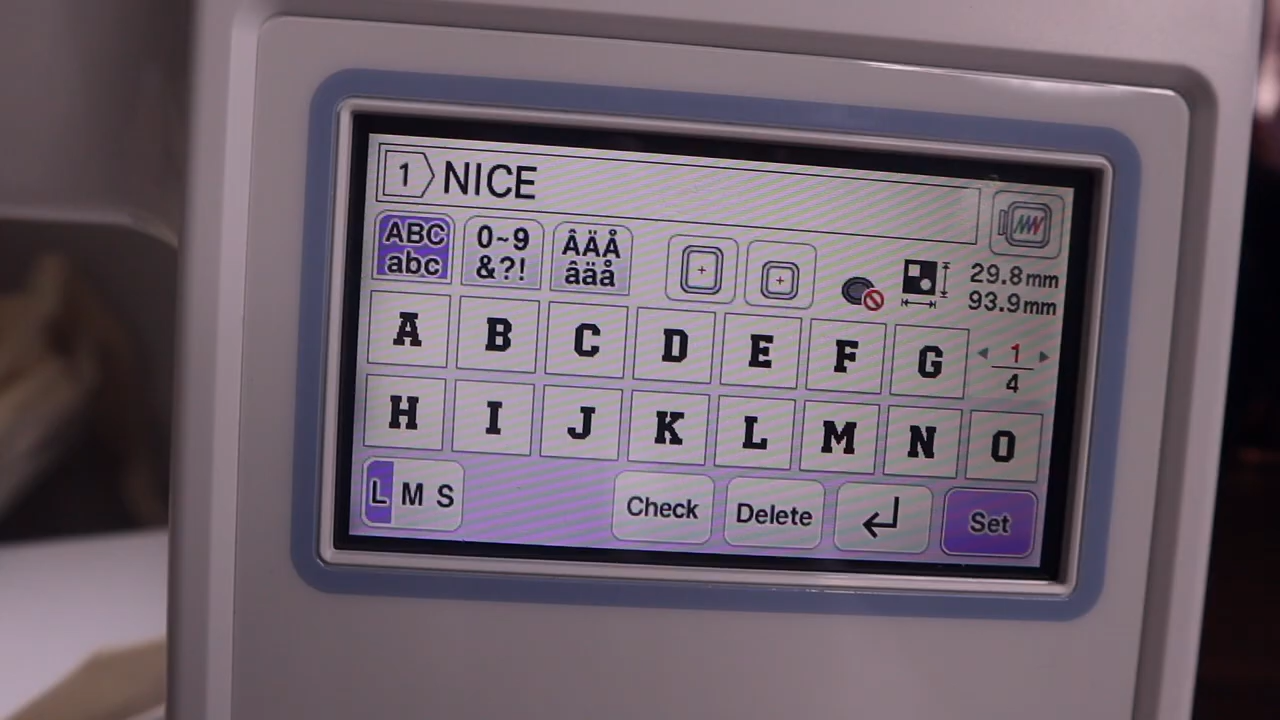 1 NICE
ABC abc 0~9 &?! ÂÄÅ âäå
29.8mm
93.9mm
A B C D E F G 1/4
H I J K L M N O
L M S Check Delete Set